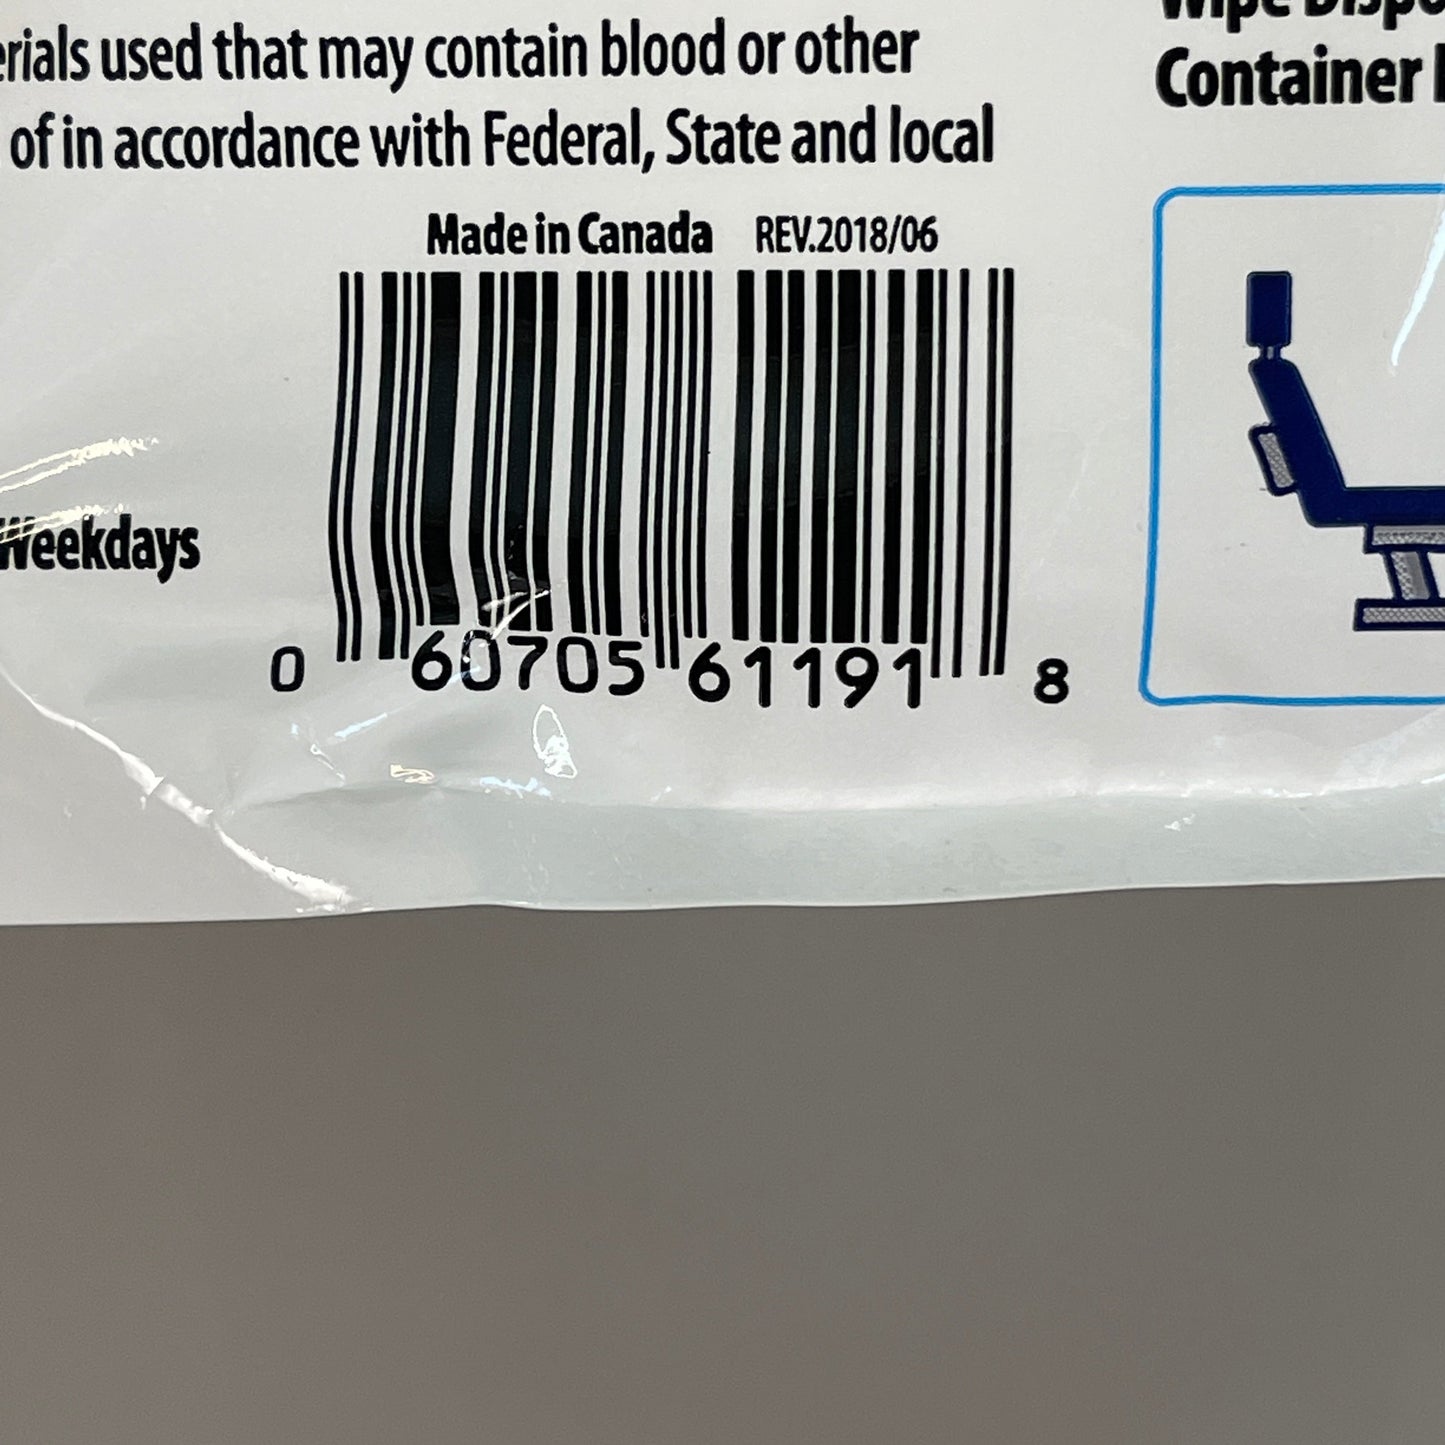 erials used that may contain blood or other
of in accordance with Federal, State and local
Wipe
Container
Made in Canada REV.2018/06
Weekdays
0 60705 61191 8